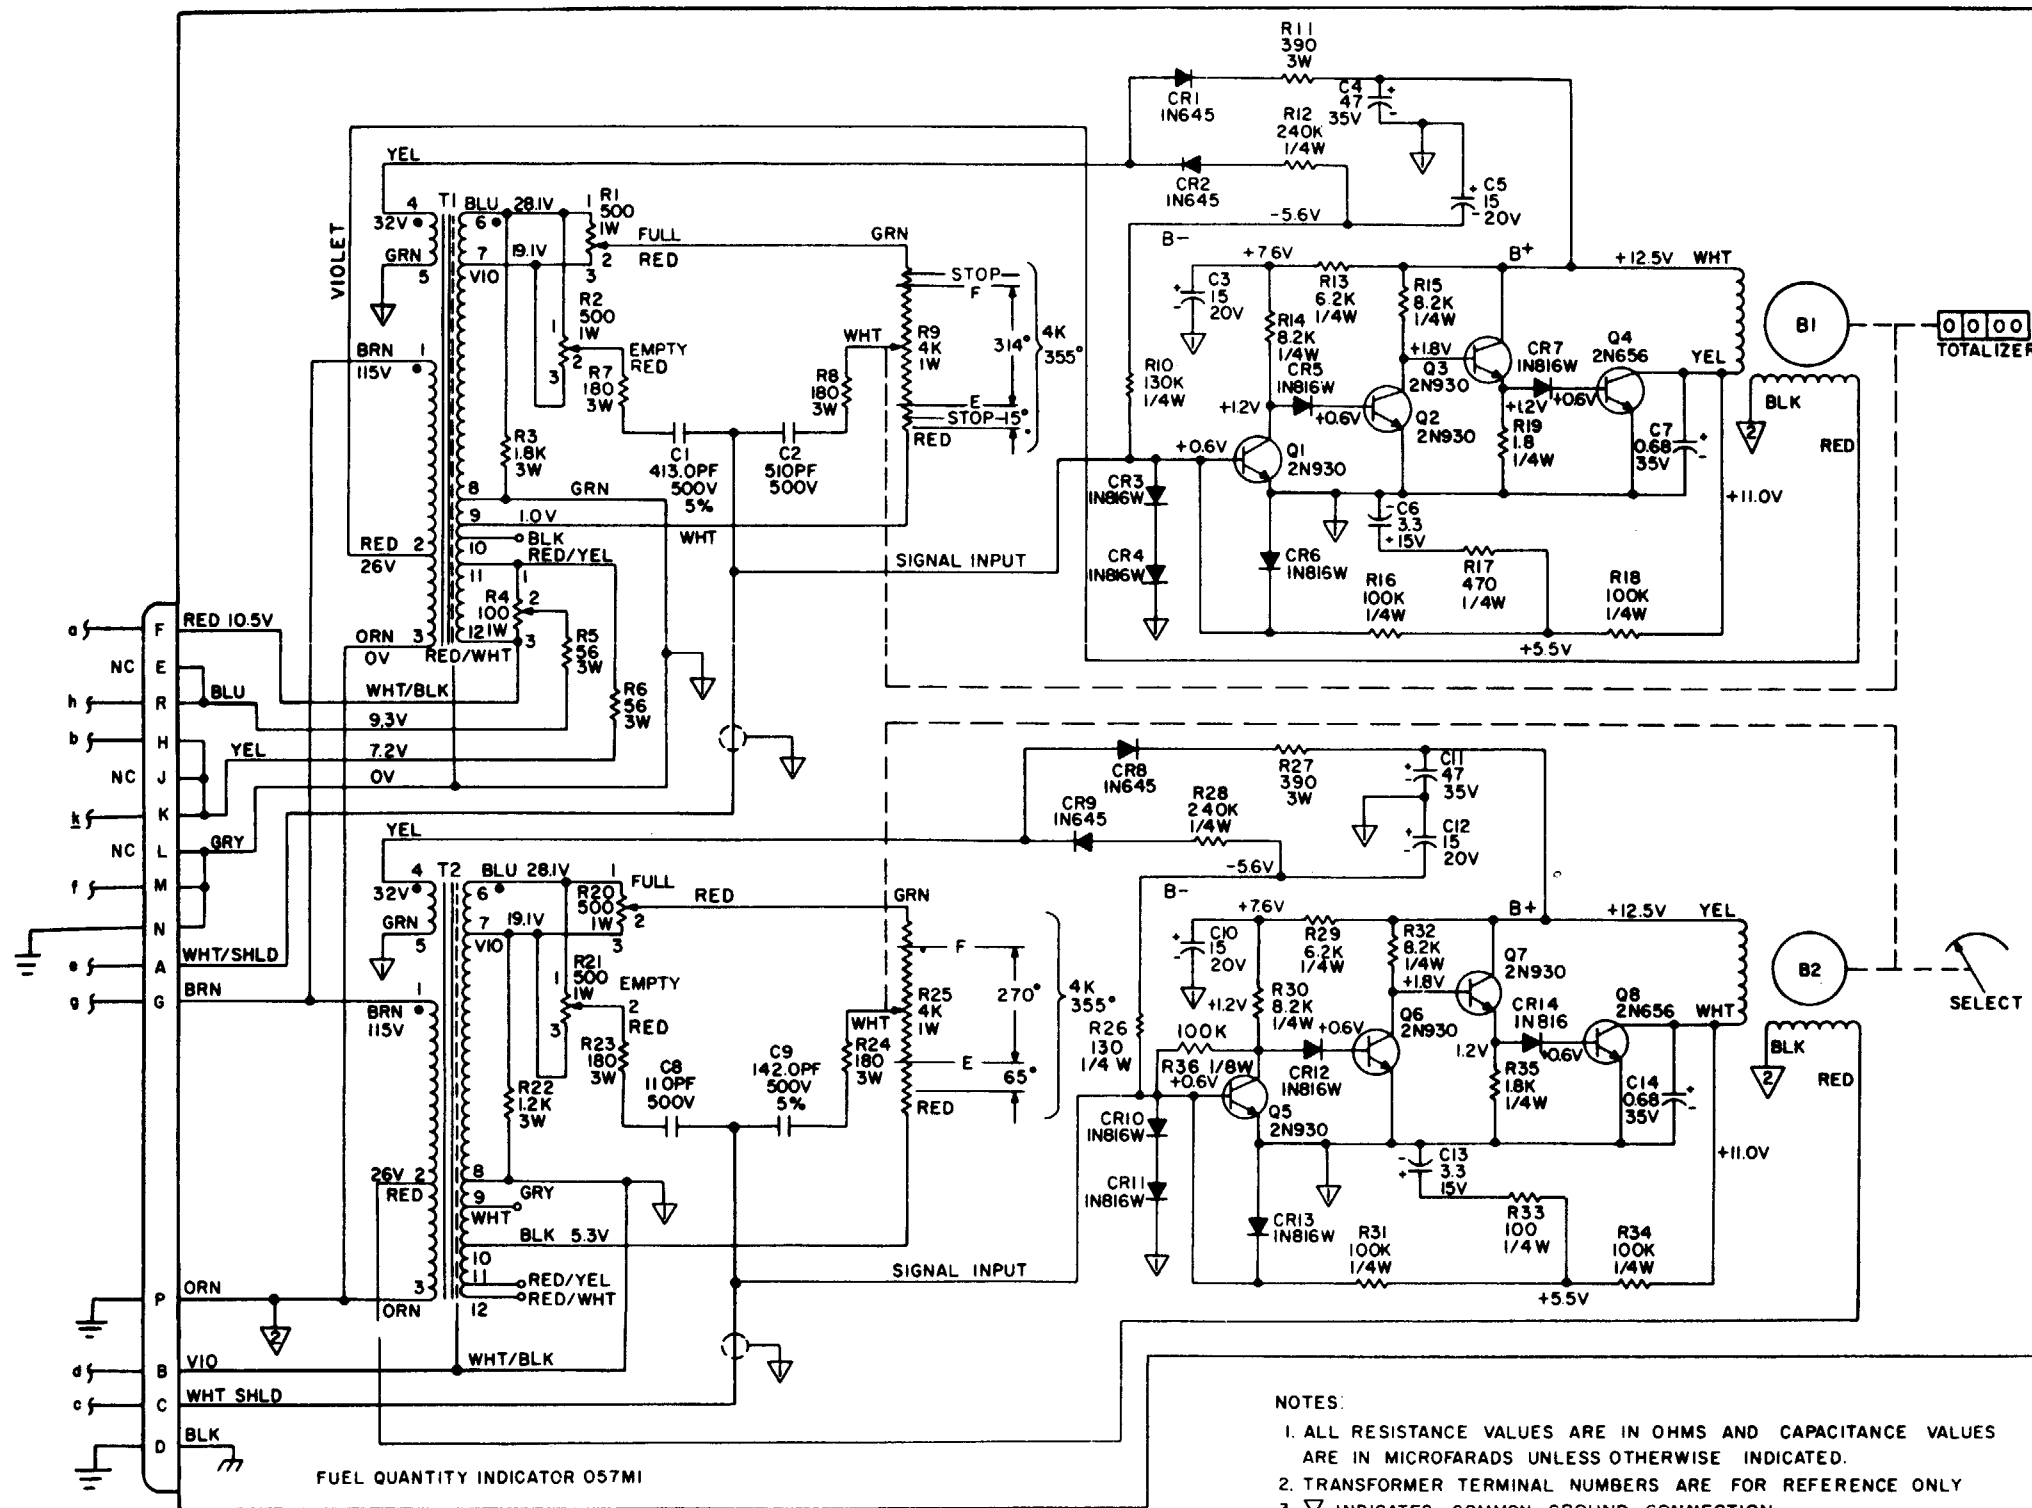 R11
390
3W
CR1
1N645
C4
47
35V
R12
240K
1/4W
CR2
1N645
C5
15
20V
-5.6V
B-
YEL
4
32V
T1
BLU
6
28.1V
1
R1
500
1W
2
3
FULL
RED
GRN
GRN
5
7
VIO
19.1V
VIOLET
R2
500
1W
1
2
3
EMPTY
RED
R7
180
3W
R8
180
3W
WHT
STOP
F
R9
4K
1W
314°
4K
355°
E
STOP-15°
RED
BRN
1
115V
R3
1.8K
3W
C1
413.0PF
500V
5%
C2
510PF
500V
8
GRN
9
1.0V
WHT
10
BLK
RED/YEL
11
RED
2
26V
R4
100
1W
1
2
3
12
RED/WHT
ORN
3
0V
R5
56
3W
R6
56
3W
SIGNAL INPUT
+7.6V
C3
15
20V
R13
6.2K
1/4W
R14
8.2K
1/4W
R15
8.2K
1/4W
B+
+12.5V
WHT
B1
0 0 0 0
TOTALIZER
R10
130K
1/4W
CR5
1N816W
+1.2V
+0.6V
+1.8V
Q3
2N930
Q2
2N930
CR7
1N816W
Q4
2N656
YEL
+1.2V
+0.6V
R19
1.8
1/4W
C7
0.68
35V
BLK
2
RED
+0.6V
Q1
2N930
CR3
1N816W
CR4
1N816W
CR6
1N816W
C6
3.3
15V
R17
470
1/4W
R16
100K
1/4W
R18
100K
1/4W
+11.0V
+5.5V
a
F
RED 10.5V
NC
E
h
R
BLU
WHT/BLK
9.3V
b
H
YEL
7.2V
NC
J
0V
k
K
NC
L
GRY
f
M
N
e
A
WHT/SHLD
g
G
BRN
YEL
4
32V
T2
BLU
28.1V
6
1
R20
500
1W
2
3
FULL
RED
GRN
GRN
5
7
19.1V
VIO
R21
500
1W
1
2
3
EMPTY
RED
R23
180
3W
R22
1.2K
3W
C8
110PF
500V
C9
142.0PF
500V
5%
WHT
R24
180
3W
F
R25
4K
1W
270°
E
65°
4K
355°
RED
1
BRN
115V
26V 2
RED
8
9
GRY
WHT
BLK 5.3V
10
11
RED/YEL
RED/WHT
12
3
ORN
SIGNAL INPUT
CR8
1N645
R27
390
3W
C11
47
35V
CR9
1N645
R28
240K
1/4W
C12
15
20V
-5.6V
B-
+7.6V
C10
15
20V
R29
6.2K
1/4W
R32
8.2K
1/4W
B+
+12.5V
YEL
B2
SELECT
Q7
2N930
+1.8V
+1.2V
R30
8.2K
1/4W
R26
130
1/4 W
100K
R36
1/8W
+0.6V
CR12
1N816W
+0.6V
Q6
2N930
CR14
1N816
Q8
2N656
WHT
1.2V
+0.6V
R35
1.8K
1/4W
C14
0.68
35V
BLK
2
RED
Q5
2N930
CR10
1N816W
CR11
1N816W
CR13
1N816W
C13
3.3
15V
R33
100
1/4W
R31
100K
1/4W
R34
100K
1/4W
+11.0V
+5.5V
P
ORN
2
d
B
VIO
WHT/BLK
c
C
WHT SHLD
D
BLK
FUEL QUANTITY INDICATOR 057M1
NOTES:
1. ALL RESISTANCE VALUES ARE IN OHMS AND CAPACITANCE VALUES
ARE IN MICROFARADS UNLESS OTHERWISE INDICATED.
2. TRANSFORMER TERMINAL NUMBERS ARE FOR REFERENCE ONLY